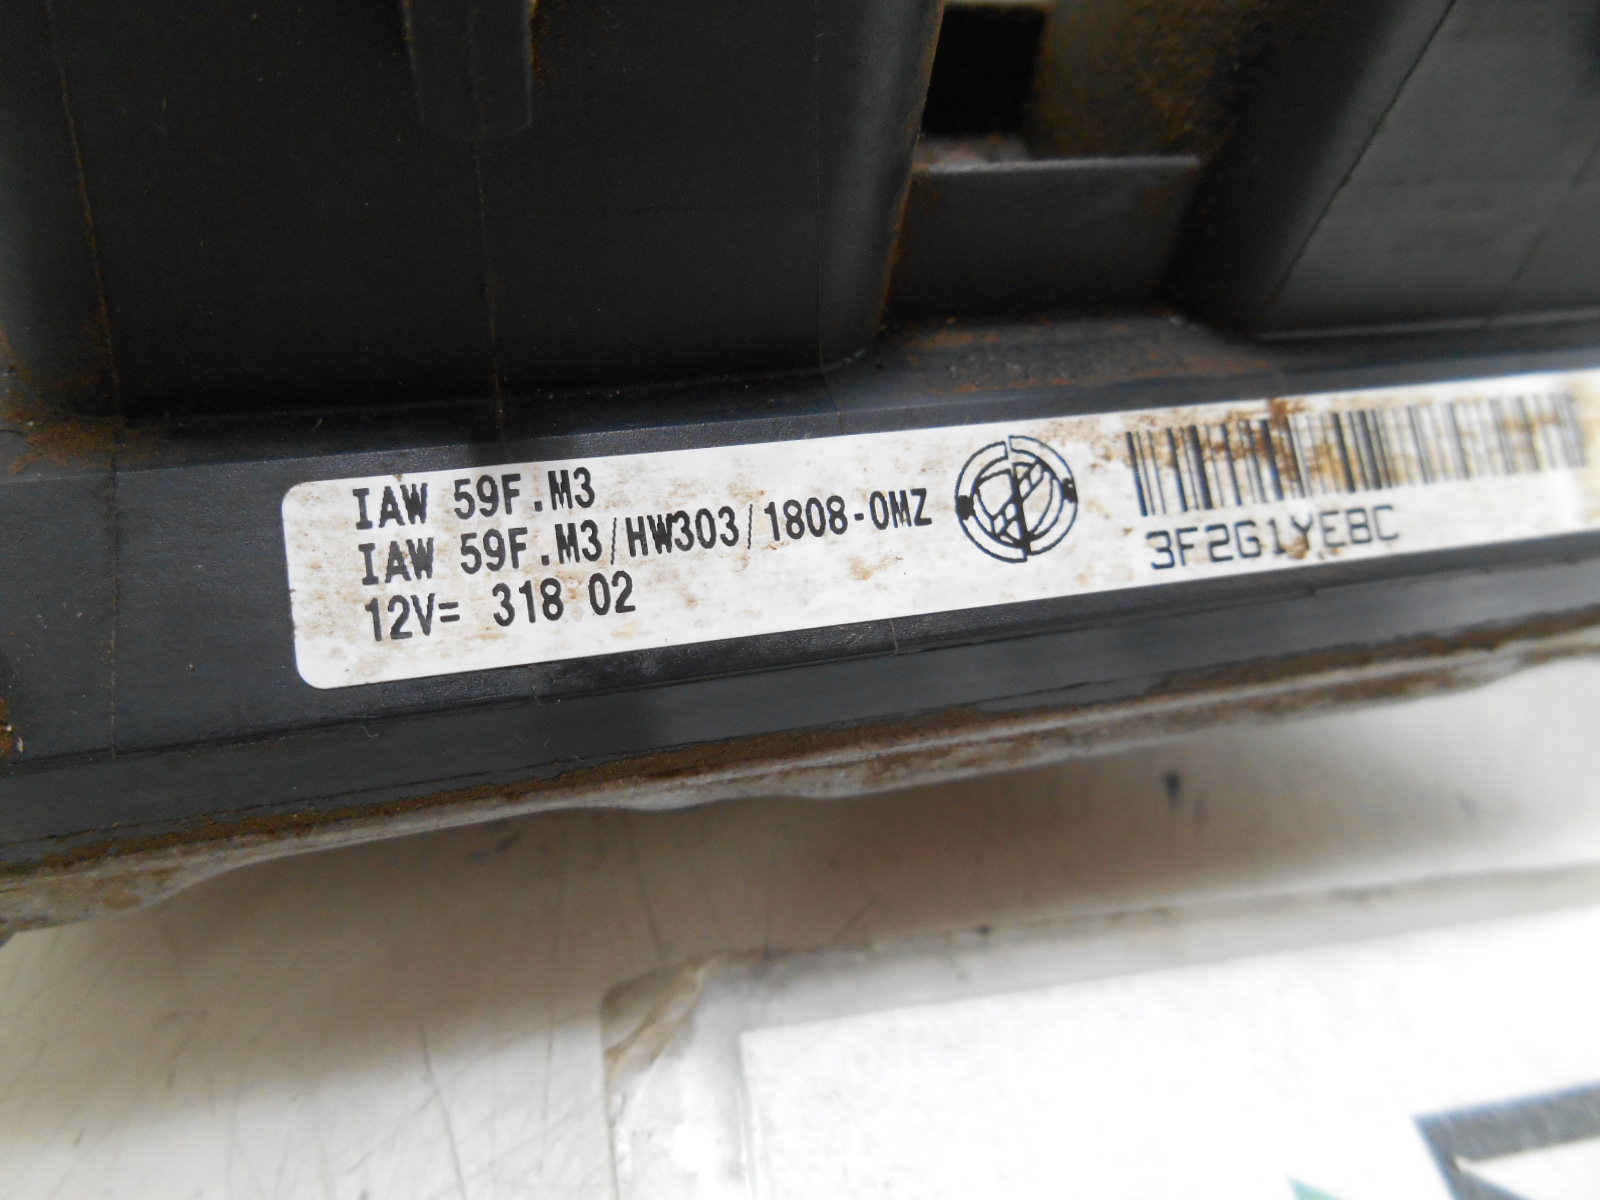 IAW 59F.M3
IAW 59F.M3/HW303/1808-0MZ
12V= 318 02
3F2G1YEBC